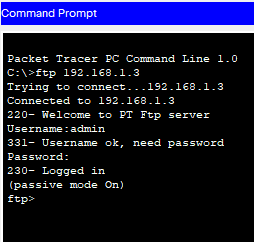 Command Prompt
Packet Tracer PC Command Line 1.0
C:\>ftp 192.168.1.3
Trying to connect...192.168.1.3
Connected to 192.168.1.3
220- Welcome to PT Ftp server
Username:admin
331- Username ok, need password
Password:
230- Logged in
(passive mode On)
ftp>